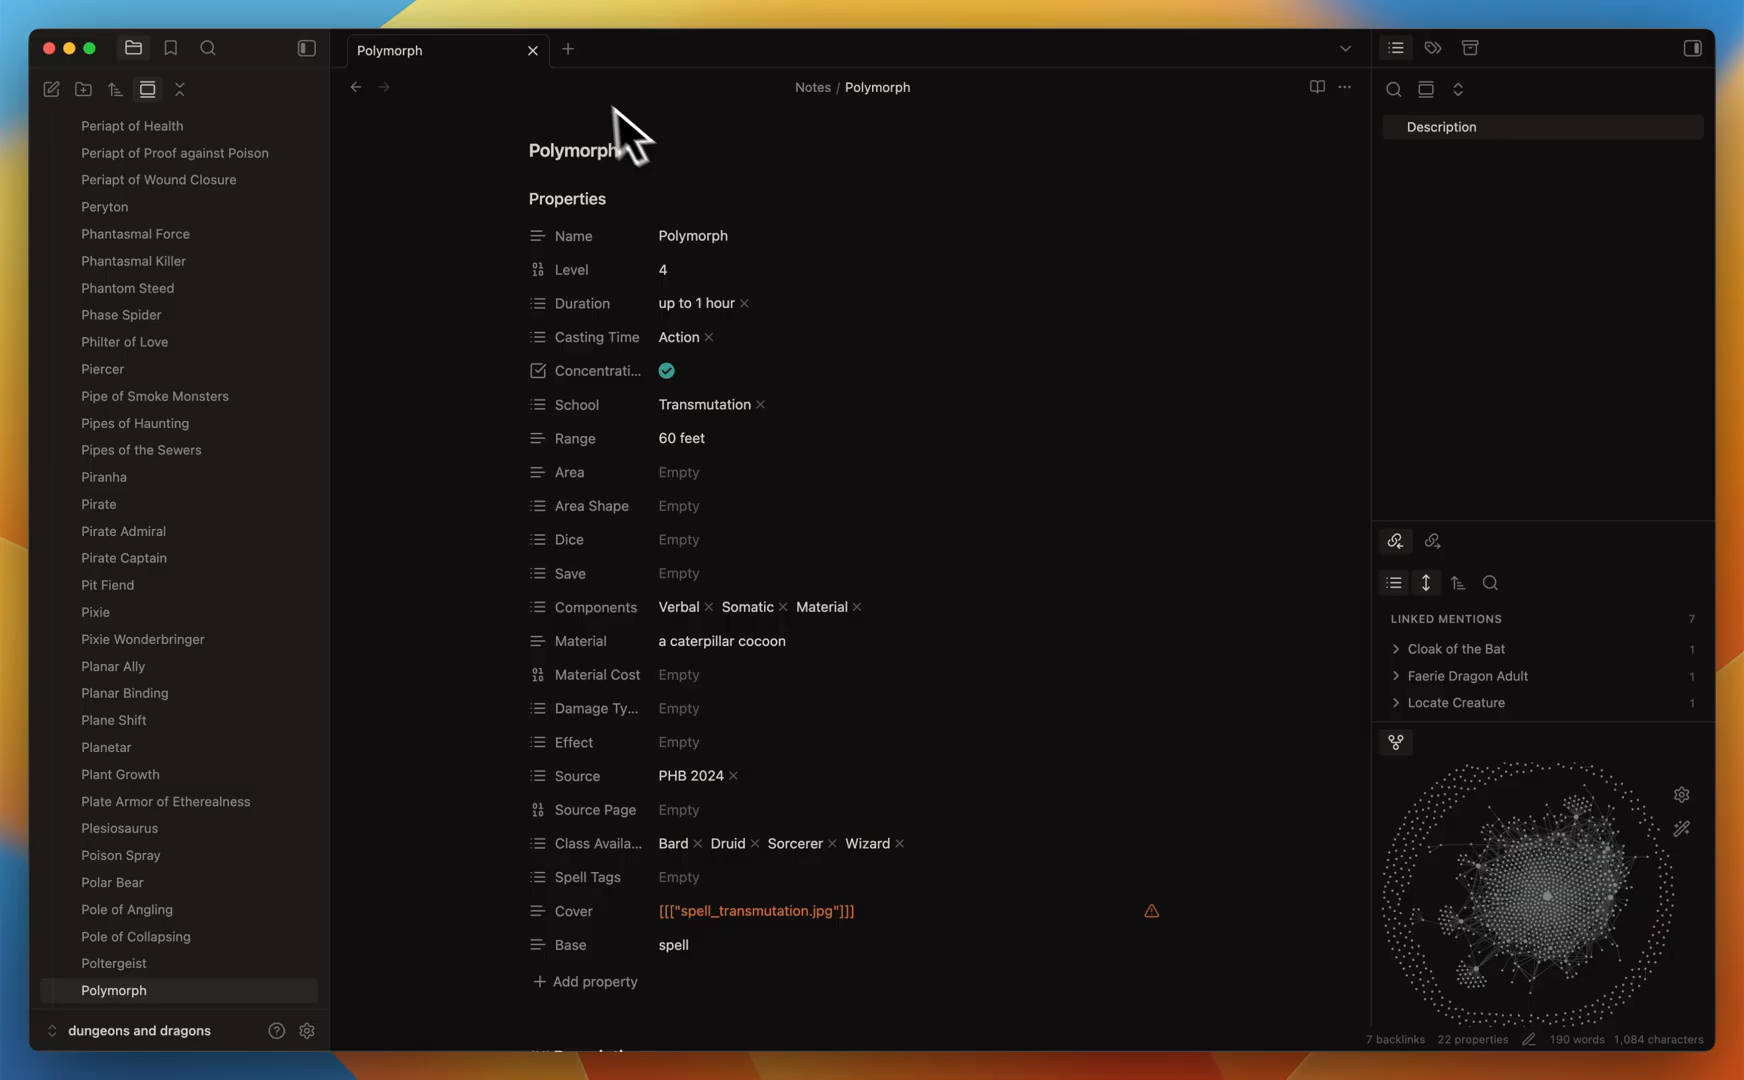 Polymorph
Notes / Polymorph
Periapt of Health
Periapt of Proof against Poison
Periapt of Wound Closure
Peryton
Phantasmal Force
Phantasmal Killer
Phantom Steed
Phase Spider
Philter of Love
Piercer
Pipe of Smoke Monsters
Pipes of Haunting
Pipes of the Sewers
Piranha
Pirate
Pirate Admiral
Pirate Captain
Pit Fiend
Pixie
Pixie Wonderbringer
Planar Ally
Planar Binding
Plane Shift
Planetar
Plant Growth
Plate Armor of Etherealness
Plesiosaurus
Poison Spray
Polar Bear
Pole of Angling
Pole of Collapsing
Poltergeist
Polymorph
dungeons and dragons
Polymorph
Properties
Name Polymorph
Level 4
Duration up to 1 hour
Casting Time Action
Concentrati...
School Transmutation
Range 60 feet
Area Empty
Area Shape Empty
Dice Empty
Save Empty
Components Verbal Somatic Material
Material a caterpillar cocoon
Material Cost Empty
Damage Ty... Empty
Effect Empty
Source PHB 2024
Source Page Empty
Class Availa... Bard Druid Sorcerer Wizard
Spell Tags Empty
Cover [[["spell_transmutation.jpg"]]]
Base spell
Add property
Description
LINKED MENTIONS 7
Cloak of the Bat 1
Faerie Dragon Adult 1
Locate Creature 1
7 backlinks 22 properties 190 words 1,084 characters